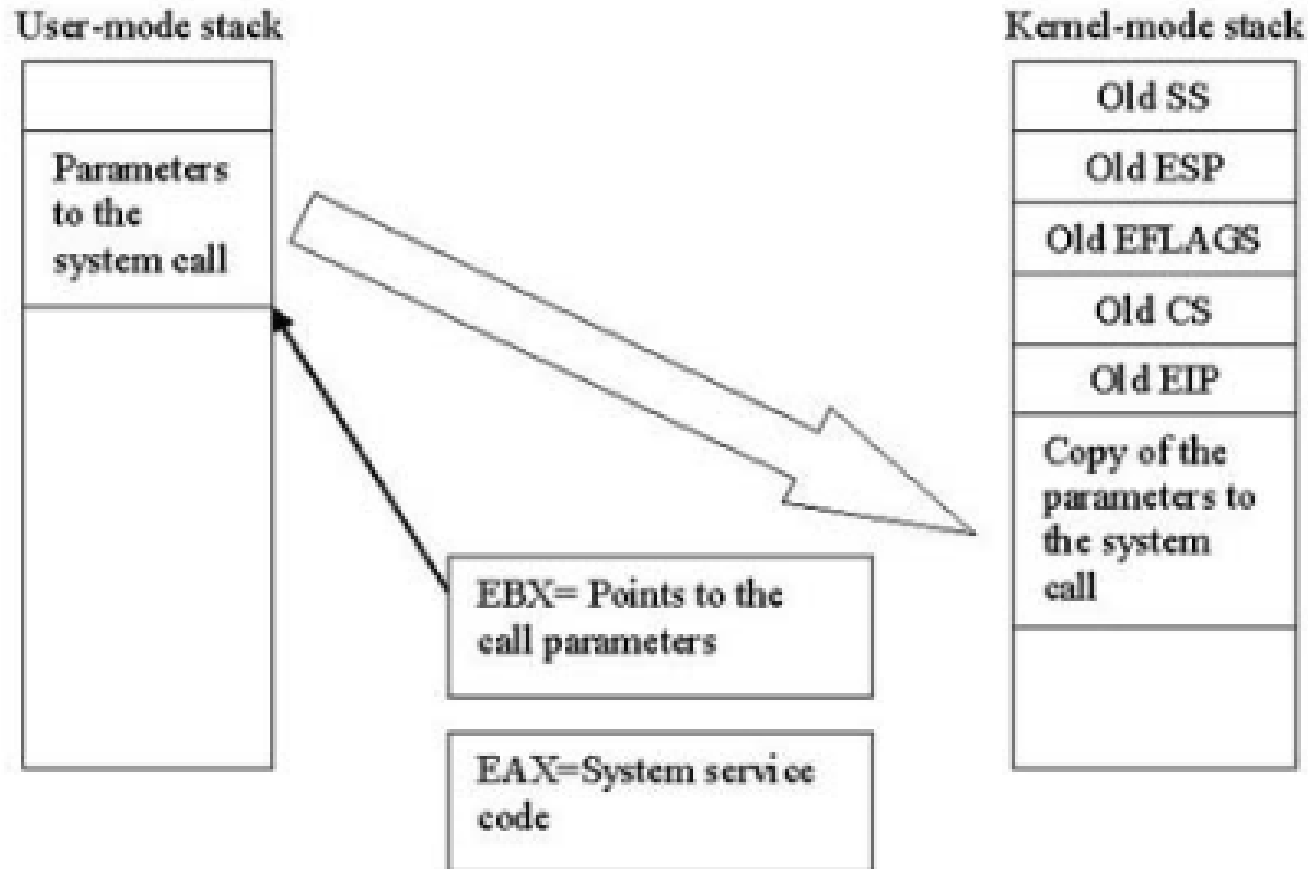 User-mode stack
Parameters
to the
system call
EBX= Points to the
call parameters
EAX=System service
code
Kernel-mode stack
Old SS
Old ESP
Old EFLAGS
Old CS
Old EIP
Copy of the
parameters to
the system
call